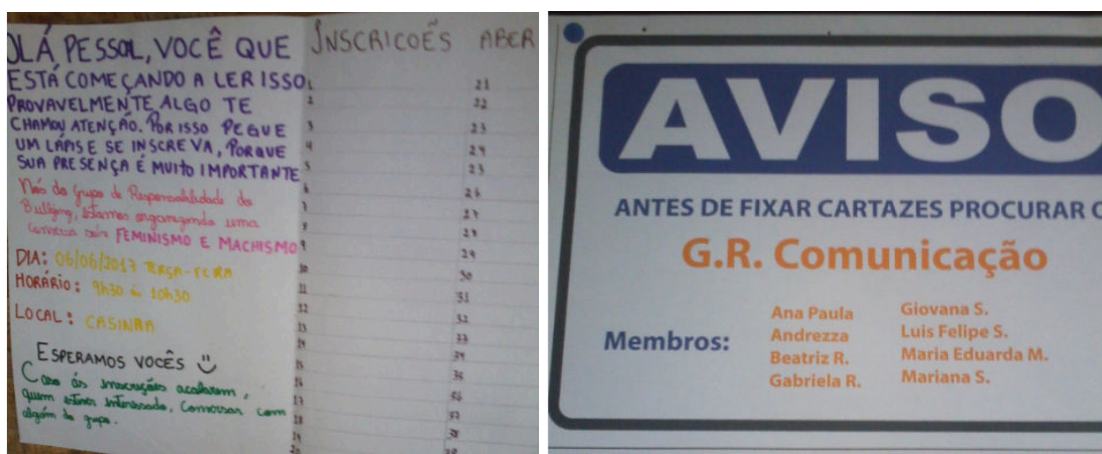 OLÁ PESSOL, VOCÊ QUE
ESTÁ COMEÇANDO A LER ISSO
PROVAVELMENTE ALGO TE
CHAMOU ATENÇÃO. POR ISSO PEGUE
UM LÁPIS E SE INSCREVA, PORQUE
SUA PRESENÇA É MUITO IMPORTANTE
Nós do Grupo de Responsabilidade do
Bullying, estamos organizando uma
conversa sobre FEMINISMO E MACHISMO
DIA: 06/06/2017 TERÇA-FEIRA
HORÁRIO: 9h30 à 10h30
LOCAL: CASINHA
ESPERAMOS VOCÊS
Caso ás inscrições acabarem,
quem estiver interessado, conversar com
alguém do grupo.
INSCRICOĒS ABER
1
2
3
4
5
6
7
8
9
10
11
12
13
14
15
16
17
18
19
20
21
22
23
24
25
26
27
28
29
30
31
32
33
34
35
36
37
38
AVISO
ANTES DE FIXAR CARTAZES PROCURAR O
G.R. Comunicação
Membros:
Ana Paula
Andrezza
Beatriz R.
Gabriela R.
Giovana S.
Luis Felipe S.
Maria Eduarda M.
Mariana S.